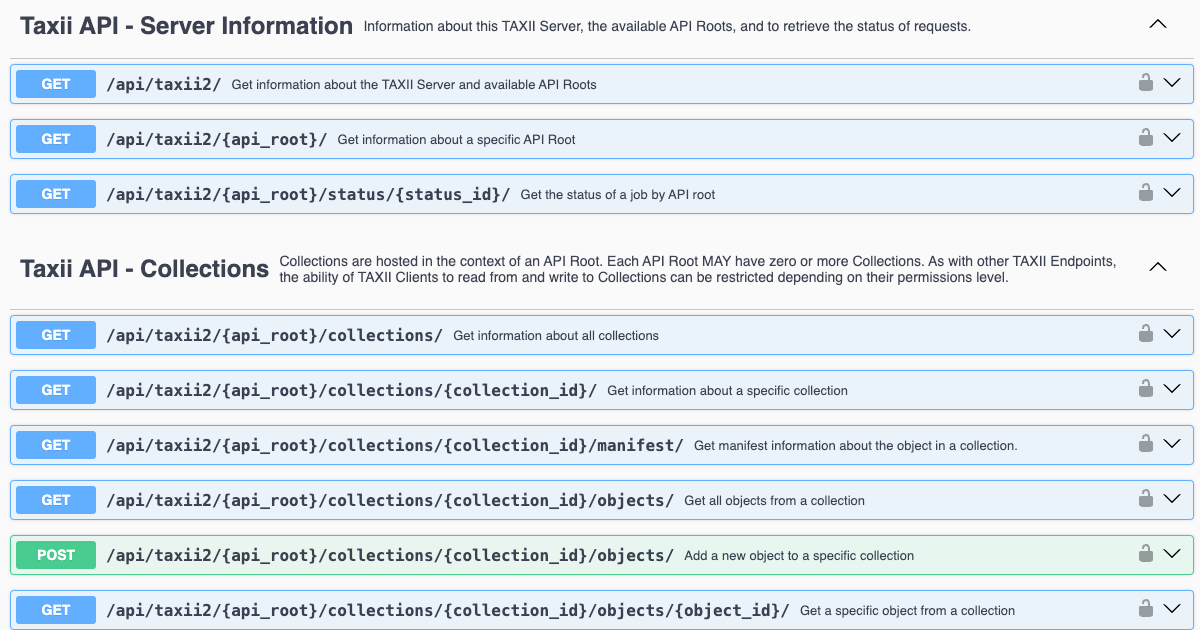 Taxii API - Server Information Information about this TAXII Server, the available API Roots, and to retrieve the status of requests.
GET /api/taxii2/ Get information about the TAXII Server and available API Roots
GET /api/taxii2/{api_root}/ Get information about a specific API Root
GET /api/taxii2/{api_root}/status/{status_id}/ Get the status of a job by API root
Taxii API - Collections Collections are hosted in the context of an API Root. Each API Root MAY have zero or more Collections. As with other TAXII Endpoints,
the ability of TAXII Clients to read from and write to Collections can be restricted depending on their permissions level.
GET /api/taxii2/{api_root}/collections/ Get information about all collections
GET /api/taxii2/{api_root}/collections/{collection_id}/ Get information about a specific collection
GET /api/taxii2/{api_root}/collections/{collection_id}/manifest/ Get manifest information about the object in a collection.
GET /api/taxii2/{api_root}/collections/{collection_id}/objects/ Get all objects from a collection
POST /api/taxii2/{api_root}/collections/{collection_id}/objects/ Add a new object to a specific collection
GET /api/taxii2/{api_root}/collections/{collection_id}/objects/{object_id}/ Get a specific object from a collection